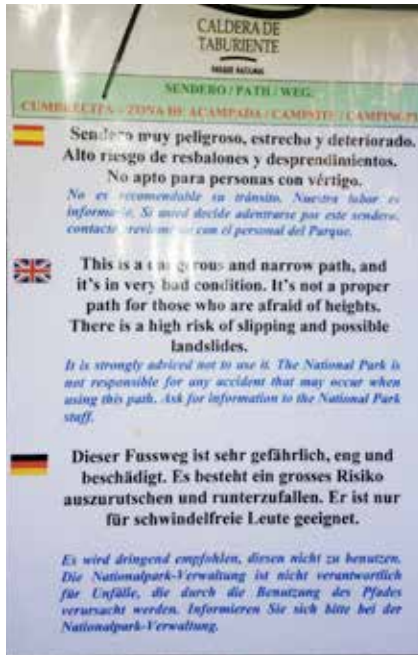 CALDERA DE
TABURIENTE
PARQUE NACIONAL
SENDERO / PATH / WEG:
CUMBRECITA - ZONA DE ACAMPADA / CAMPSITE /
Sendero muy peligroso, estrecho y deteriorado.
Alto riesgo de resbalones y desprendimientos.
No apto para personas con vértigo.
No es recomendable su tránsito. Nuestra labor es
informarle. Si usted decide adentrarse por este sendero,
contacte previamente con el personal del Parque.
This is a dangerous and narrow path, and
it's in very bad condition. It's not a proper
path for those who are afraid of heights.
There is a high risk of slipping and possible
landslides.
It is strongly adviced not to use it. The National Park is
not responsible for any accident that may occur when
using this path. Ask for information to the National Park
staff.
Dieser Fussweg ist sehr gefährlich, eng und
beschädigt. Es besteht ein grosses Risiko
auszurutschen und runterzufallen. Er ist nur
für schwindelfreie Leute geeignet.
Es wird dringend empfohlen, diesen nicht zu benutzen.
Die Nationalpark-Verwaltung ist nicht verantwortlich
für Unfälle, die durch die Benutzung des Pfades
verursacht werden. Informieren Sie sich bitte bei der
Nationalpark-Verwaltung.